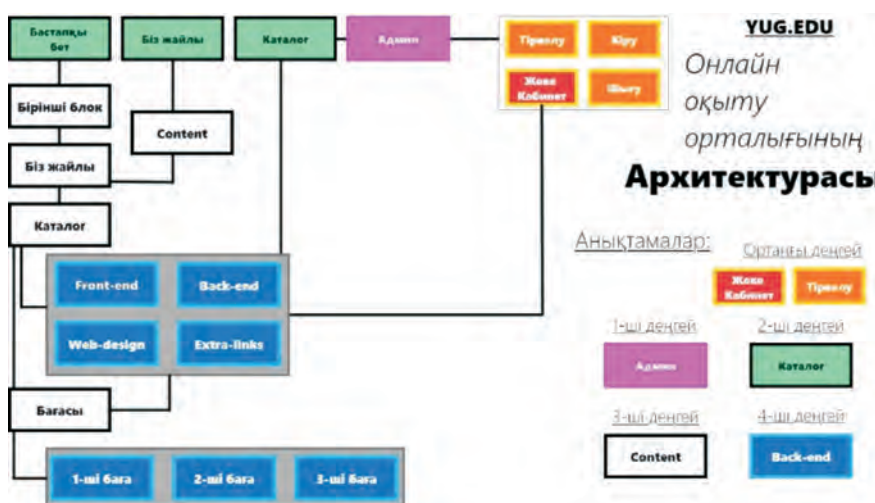 Бастапқы
бет
Біз жайлы
Каталог
Админ
Тіркелу
Кіру
Жеке
Кабинет
Шығу
YUG.EDU
Онлайн
оқыту
орталығының
Архитектурасы
Бірінші блок
Content
Біз жайлы
Каталог
Front-end
Back-end
Web-design
Extra-links
Бағасы
1-ші баға
2-ші баға
3-ші баға
Анықтамалар:
Ортаңғы деңгей
Жеке
Кабинет
Тіркелу
1-ші деңгей
2-ші деңгей
Админ
Каталог
3-ші деңгей
4-ші деңгей
Content
Back-end